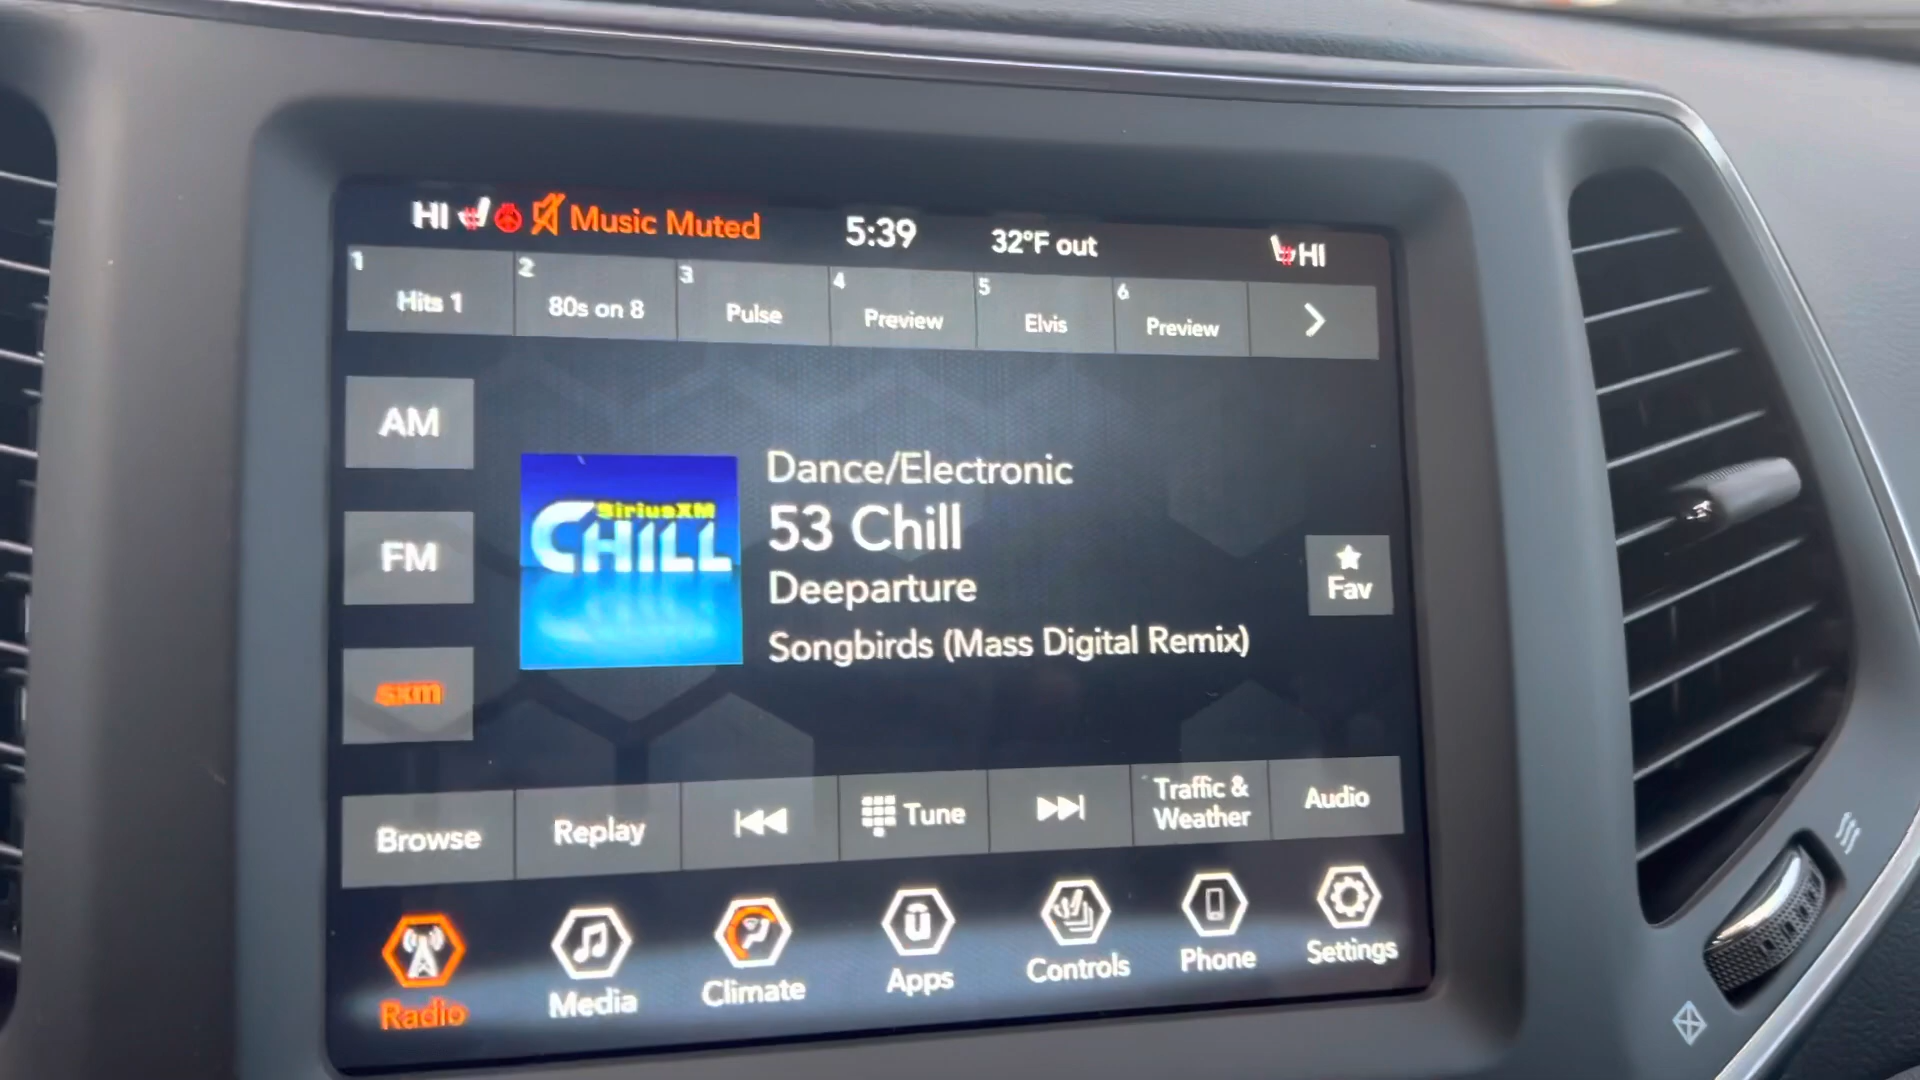 HI Music Muted 5:39 32°F out HI
1 Hits 1
2 80s on 8
3 Pulse
4 Preview
5 Elvis
6 Preview
AM
FM
sxm
SiriusXM
CHILL
Dance/Electronic
53 Chill
Deeparture
Songbirds (Mass Digital Remix)
Fav
Browse
Replay
Tune
Traffic &
Weather
Audio
Radio
Media
Climate
Apps
Controls
Phone
Settings